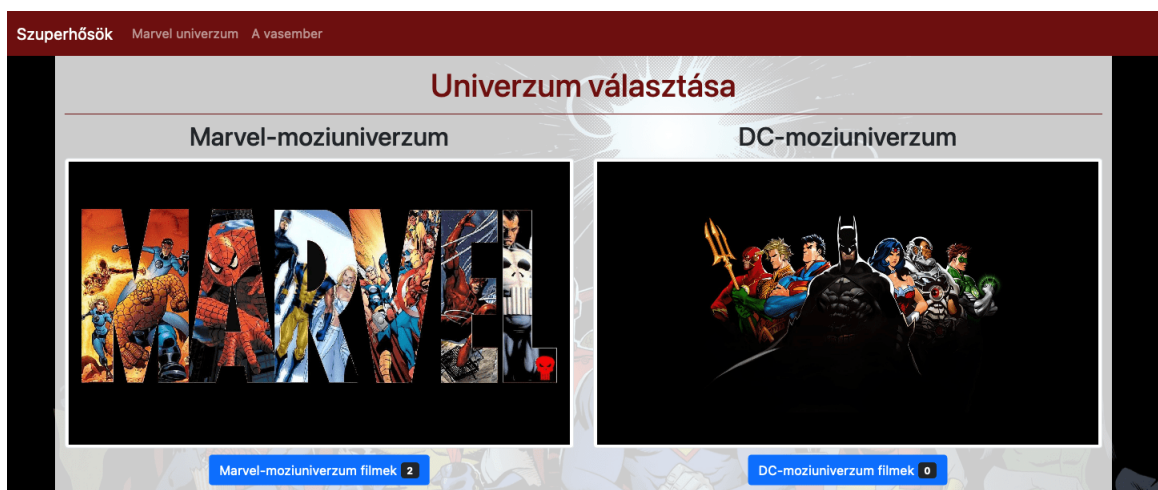 Szuperhősök Marvel univerzum A vasember
Univerzum választása
Marvel-moziuniverzum
DC-moziuniverzum
MARVEL
Marvel-moziuniverzum filmek 2
DC-moziuniverzum filmek 0